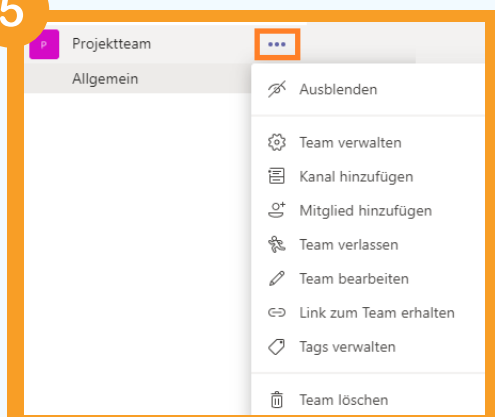 5
P Projektteam •••
Allgemein
Ausblenden
Team verwalten
Kanal hinzufügen
Mitglied hinzufügen
Team verlassen
Team bearbeiten
Link zum Team erhalten
Tags verwalten
Team löschen